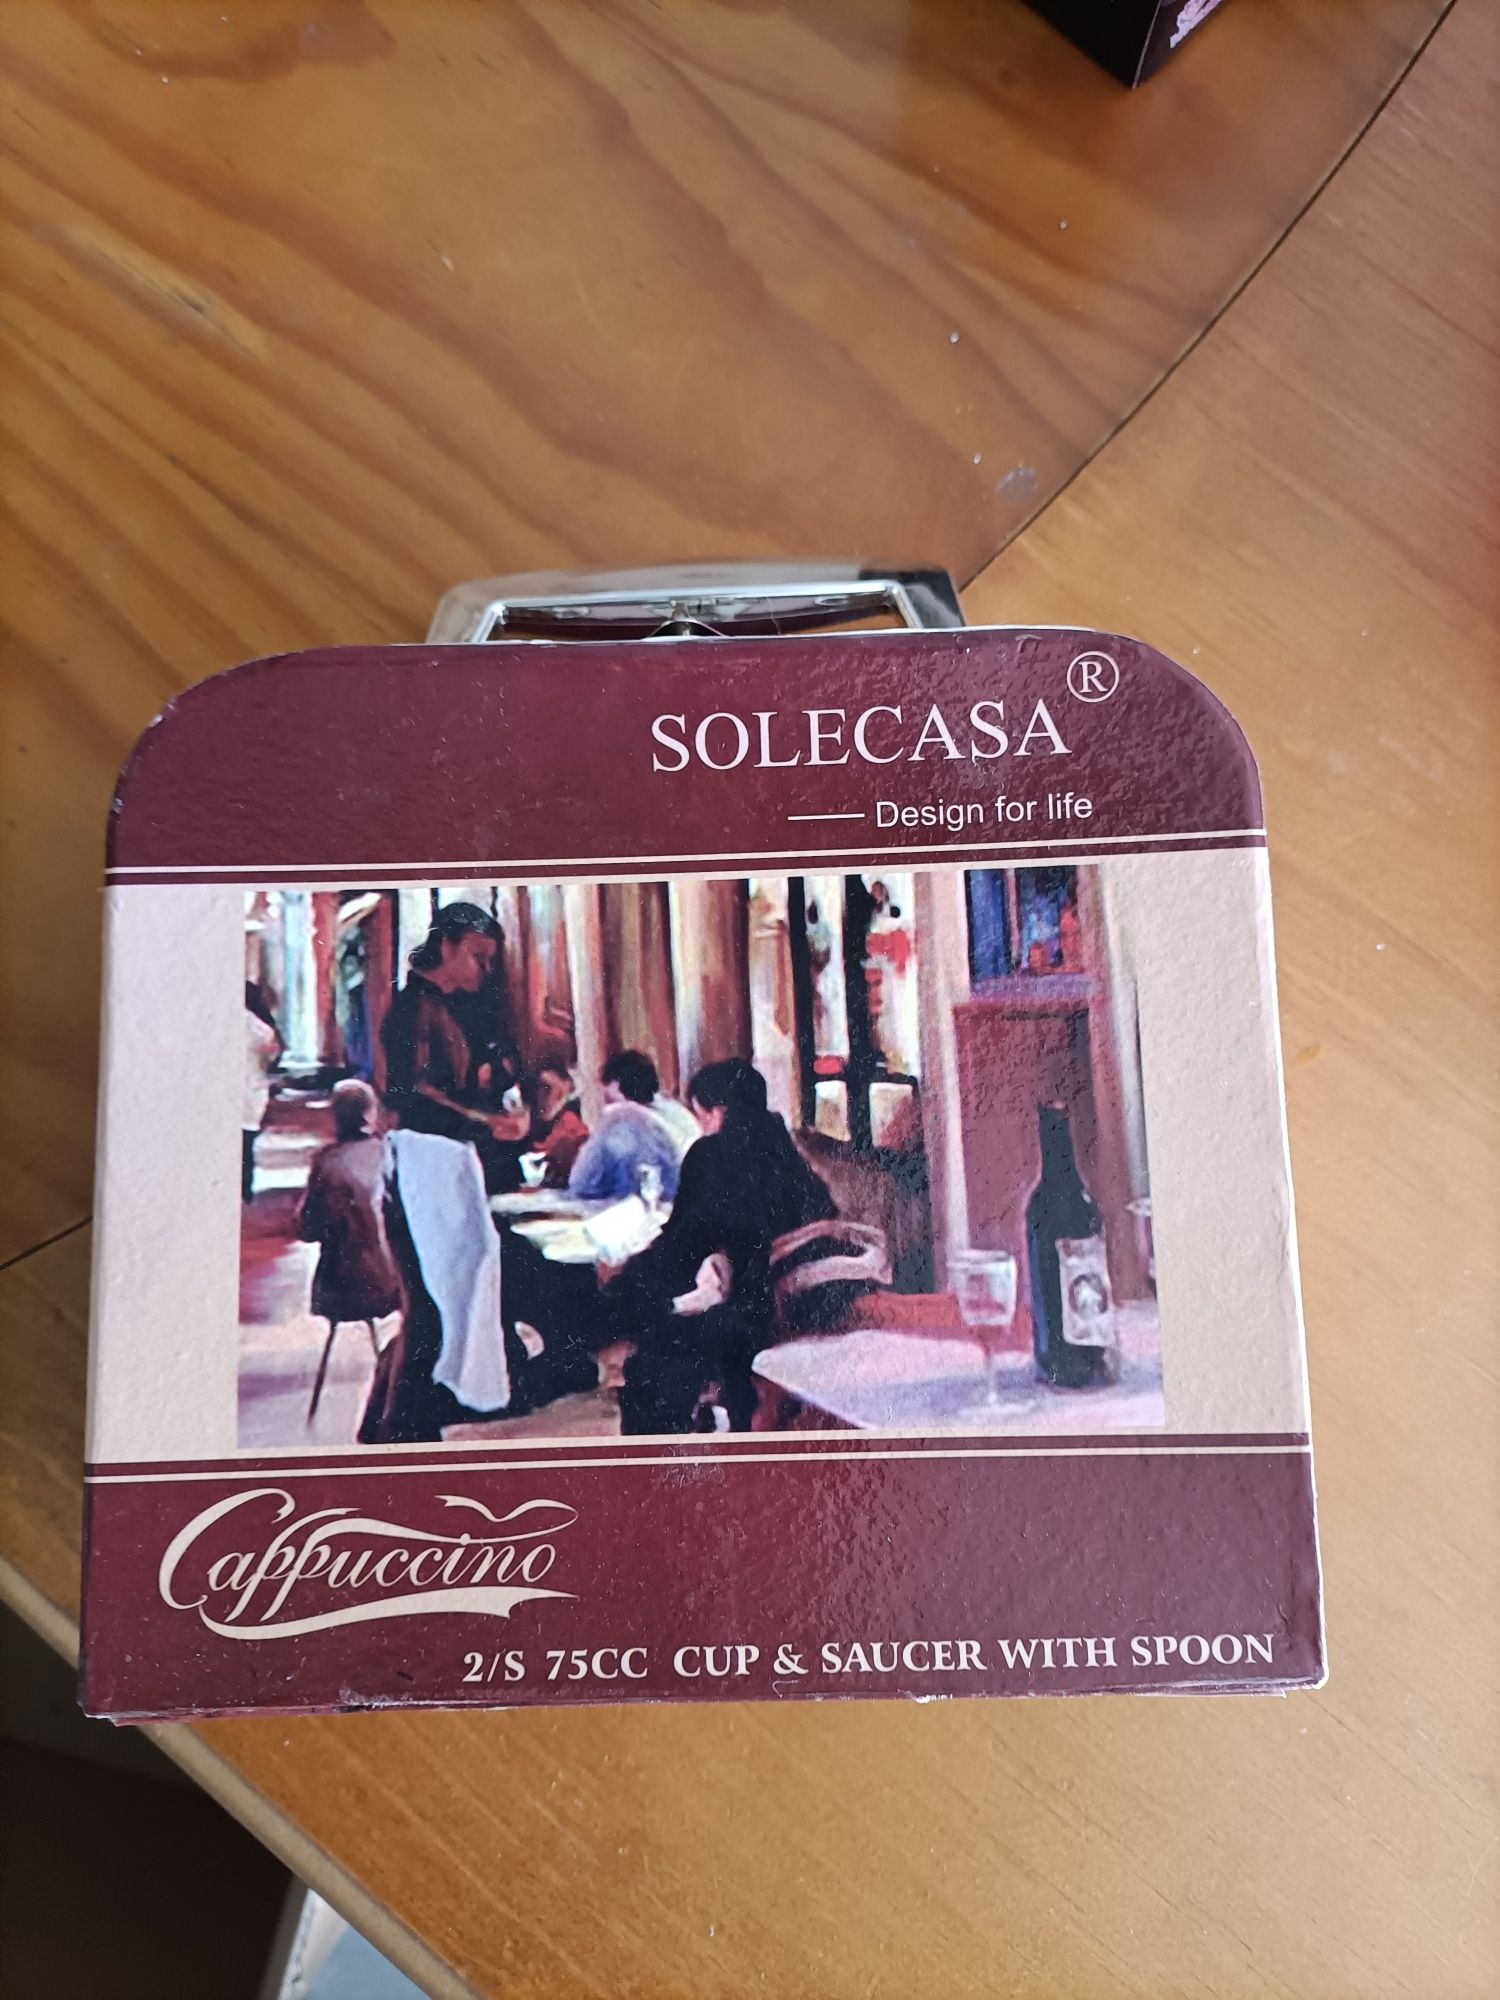 SOLECASA®
Design for life
Cappuccino
2/S 75CC CUP & SAUCER WITH SPOON